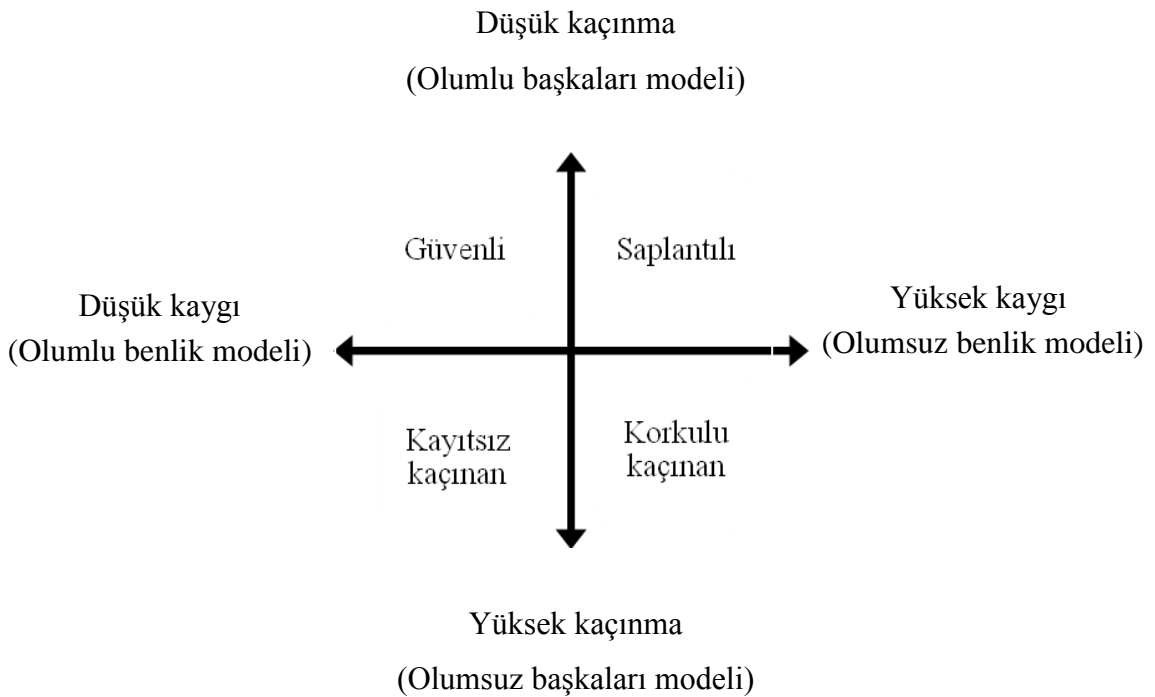 Düşük kaçınma
(Olumlu başkaları modeli)
Güvenli
Saplantılı
Düşük kaygı
(Olumlu benlik modeli)
Yüksek kaygı
(Olumsuz benlik modeli)
Kayıtsız
kaçınan
Korkulu
kaçınan
Yüksek kaçınma
(Olumsuz başkaları modeli)